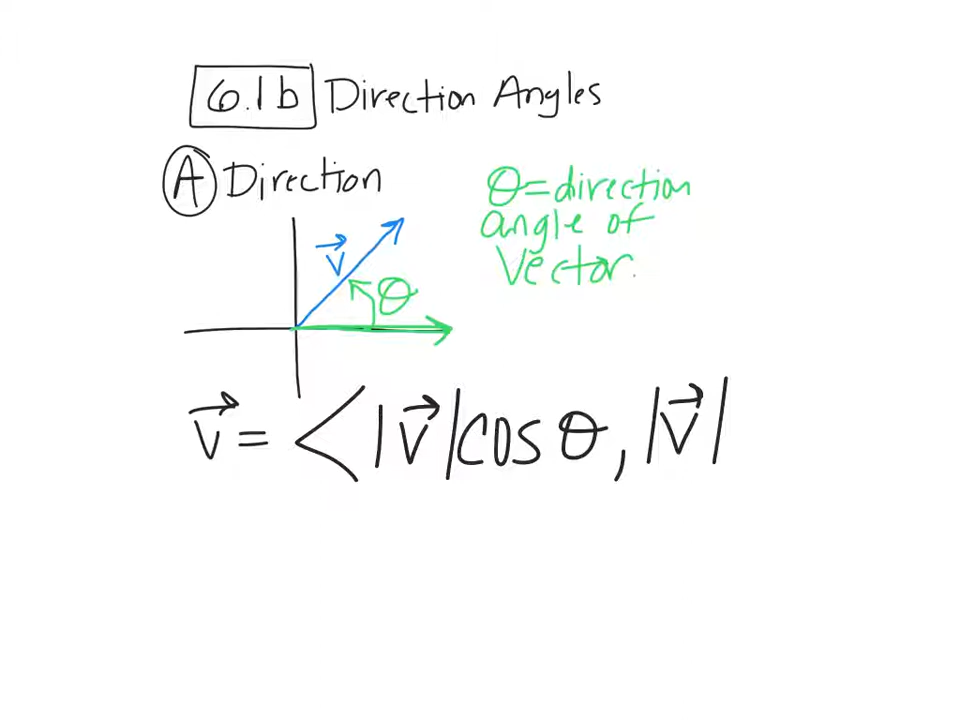 6.1b Direction Angles
A Direction
θ=direction
angle of
vector.
v⃗
θ
v⃗ = <|v⃗|cos θ, |v⃗|